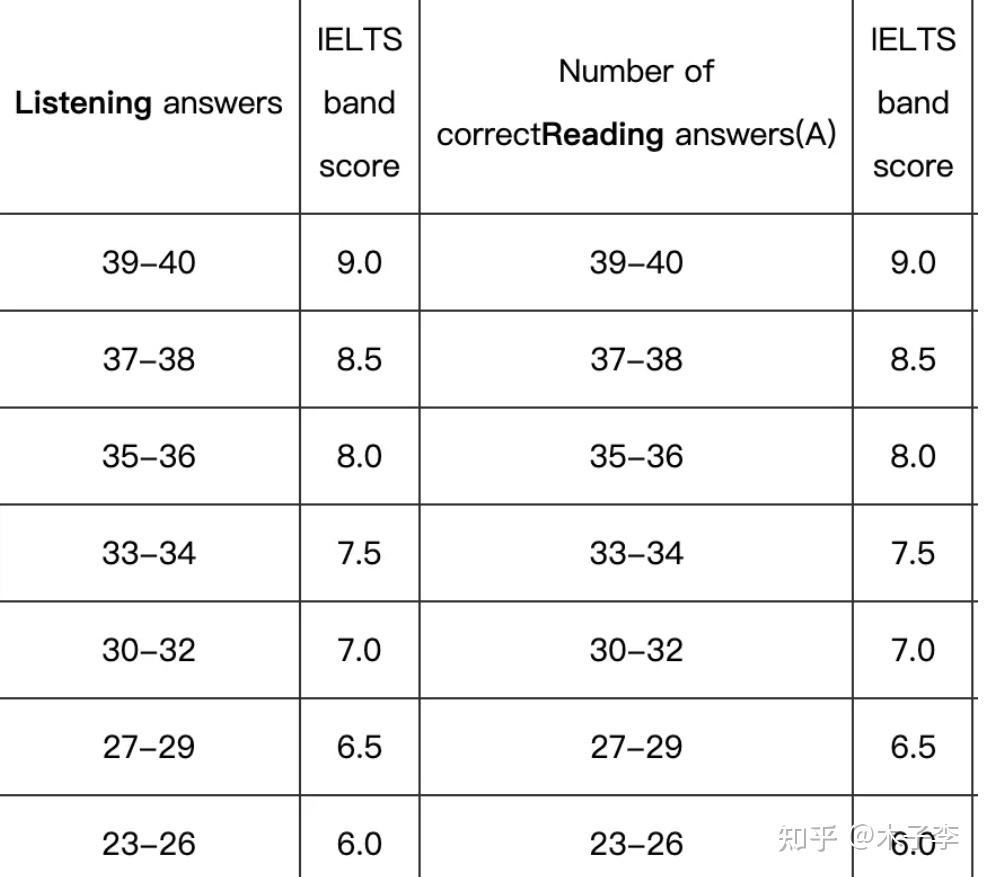 Listening answers
IELTS
band
score
Number of
correctReading answers(A)
IELTS
band
score
39–40 9.0 39–40 9.0
37–38 8.5 37–38 8.5
35–36 8.0 35–36 8.0
33–34 7.5 33–34 7.5
30–32 7.0 30–32 7.0
27–29 6.5 27–29 6.5
23–26 6.0 23–26 6.0
知乎 @木子李